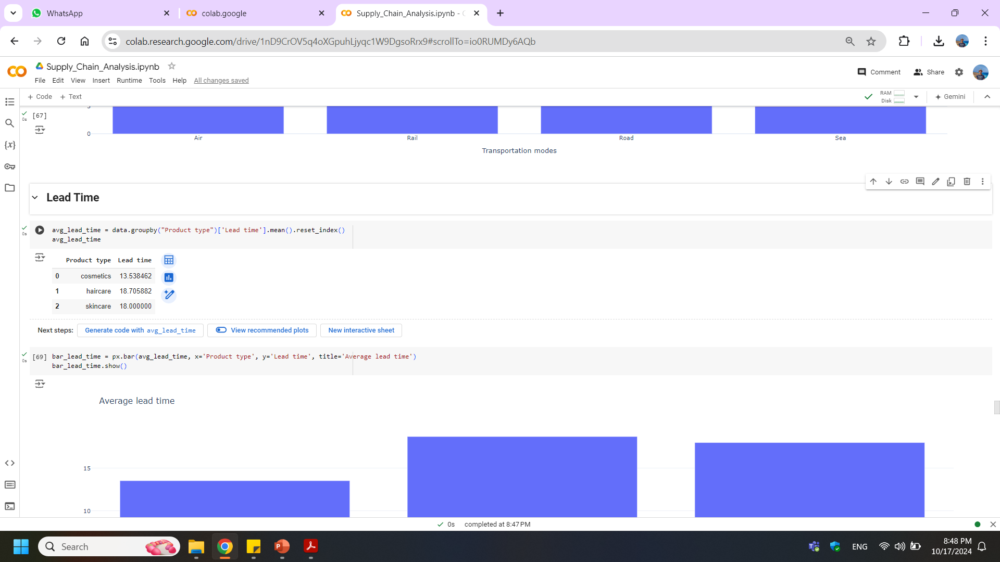 WhatsApp
colab.google
Supply_Chain_Analysis.ipynb -
colab.research.google.com/drive/1nD9CrOV5q4oXGpuhLjyqc1W9DgsoRrx9#scrollTo=io0RUMDy6AQb
Supply_Chain_Analysis.ipynb
File Edit View Insert Runtime Tools Help All changes saved
Comment Share
+ Code + Text
RAM
Disk
Gemini
0s
[67]
0
Air Rail Road Sea
Transportation modes
Lead Time
0s
avg_lead_time = data.groupby("Product type")['Lead time'].mean().reset_index()
avg_lead_time
Product type Lead time
0 cosmetics 13.538462
1 haircare 18.705882
2 skincare 18.000000
Next steps: Generate code with avg_lead_time View recommended plots New interactive sheet
0s
[69] bar_lead_time = px.bar(avg_lead_time, x='Product type', y='Lead time', title='Average lead time')
bar_lead_time.show()
Average lead time
15
10
0s completed at 8:47 PM
Search
ENG
8:48 PM
10/17/2024